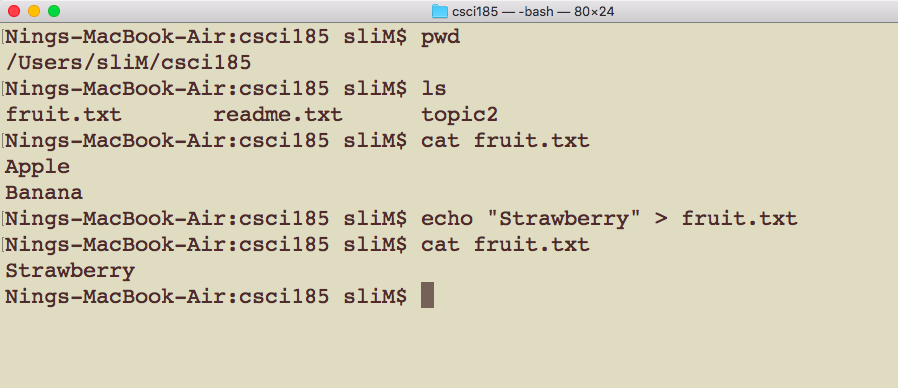 csci185 — -bash — 80×24
Nings-MacBook-Air:csci185 sliM$ pwd
/Users/sliM/csci185
Nings-MacBook-Air:csci185 sliM$ ls
fruit.txt       readme.txt      topic2
Nings-MacBook-Air:csci185 sliM$ cat fruit.txt
Apple
Banana
Nings-MacBook-Air:csci185 sliM$ echo "Strawberry" > fruit.txt
Nings-MacBook-Air:csci185 sliM$ cat fruit.txt
Strawberry
Nings-MacBook-Air:csci185 sliM$